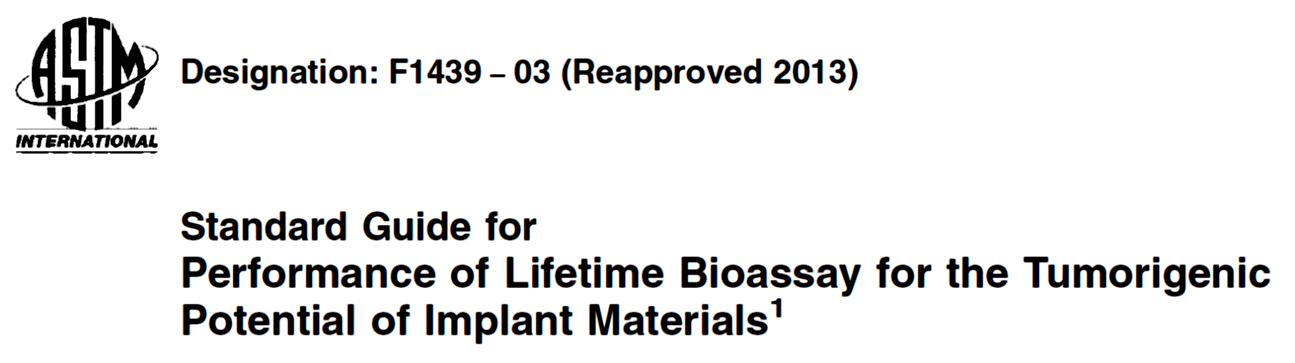 ASTM
INTERNATIONAL
Designation: F1439 – 03 (Reapproved 2013)
Standard Guide for
Performance of Lifetime Bioassay for the Tumorigenic
Potential of Implant Materials¹